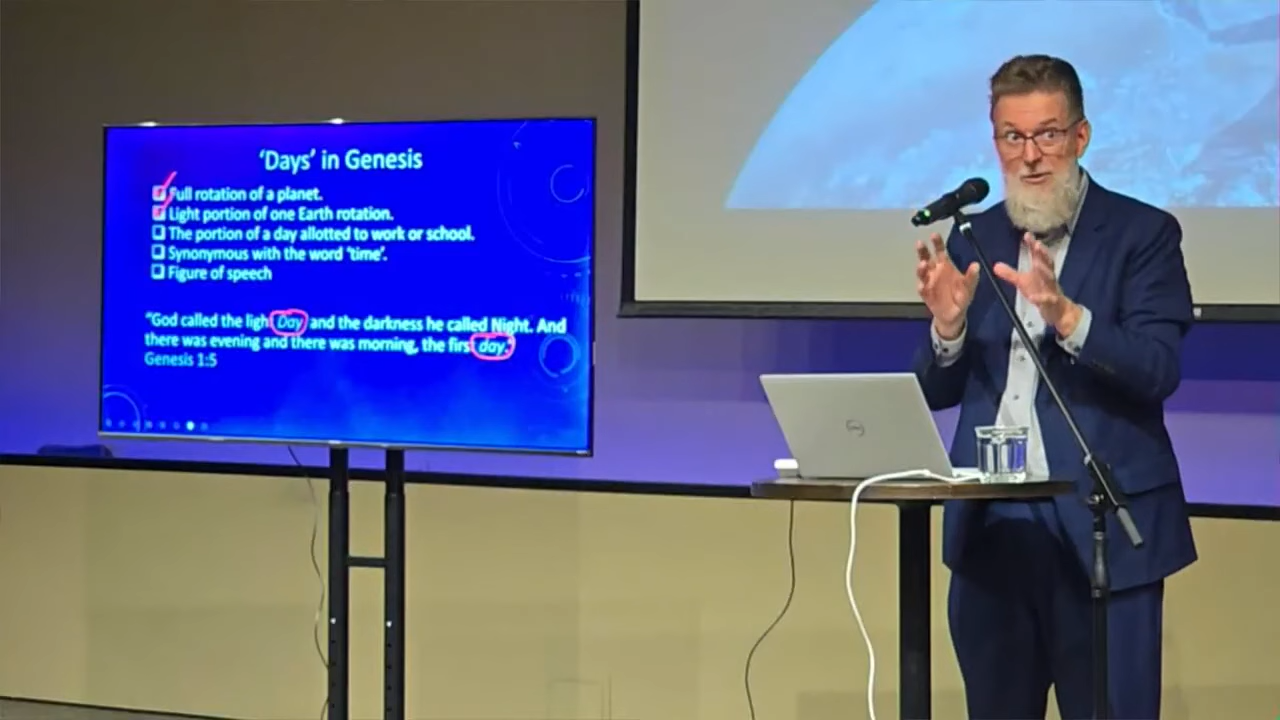 'Days' in Genesis
Full rotation of a planet.
Light portion of one Earth rotation.
The portion of a day allotted to work or school.
Synonymous with the word 'time'.
Figure of speech
"God called the ligh Day and the darkness he called Night. And
there was evening and there was morning, the first day."
Genesis 1:5
DELL